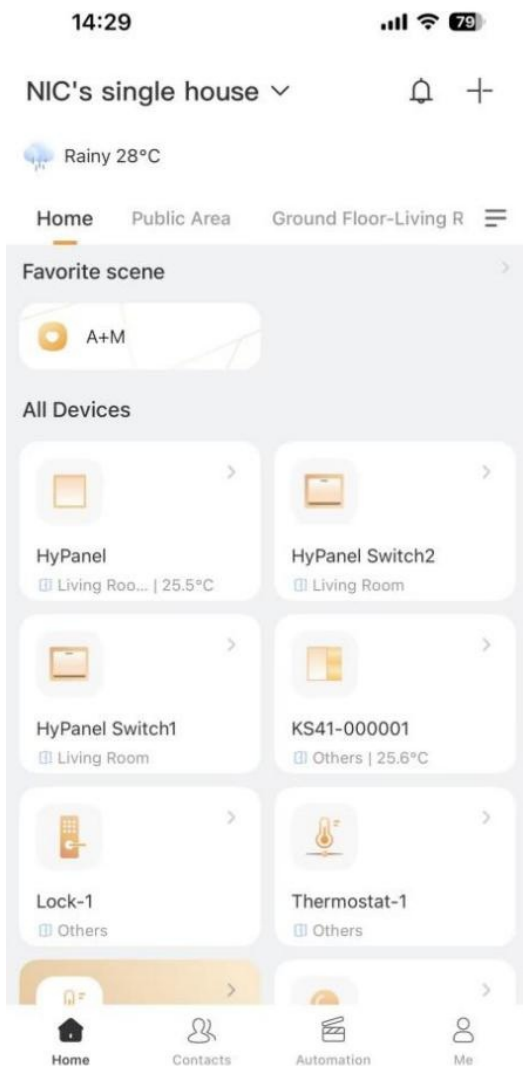 14:29
79
NIC's single house
Rainy 28°C
Home Public Area Ground Floor-Living R
Favorite scene
A+M
All Devices
HyPanel HyPanel Switch2
Living Roo... | 25.5°C Living Room
HyPanel Switch1 KS41-000001
Living Room Others | 25.6°C
Lock-1 Thermostat-1
Others Others
Home Contacts Automation Me